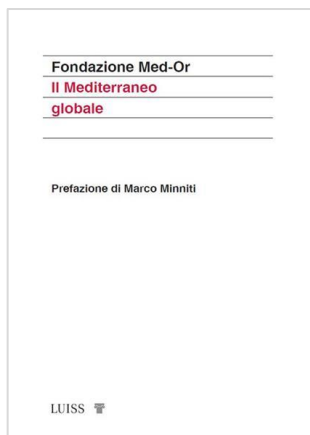 Fondazione Med-Or
Il Mediterraneo
globale
Prefazione di Marco Minniti
LUISS